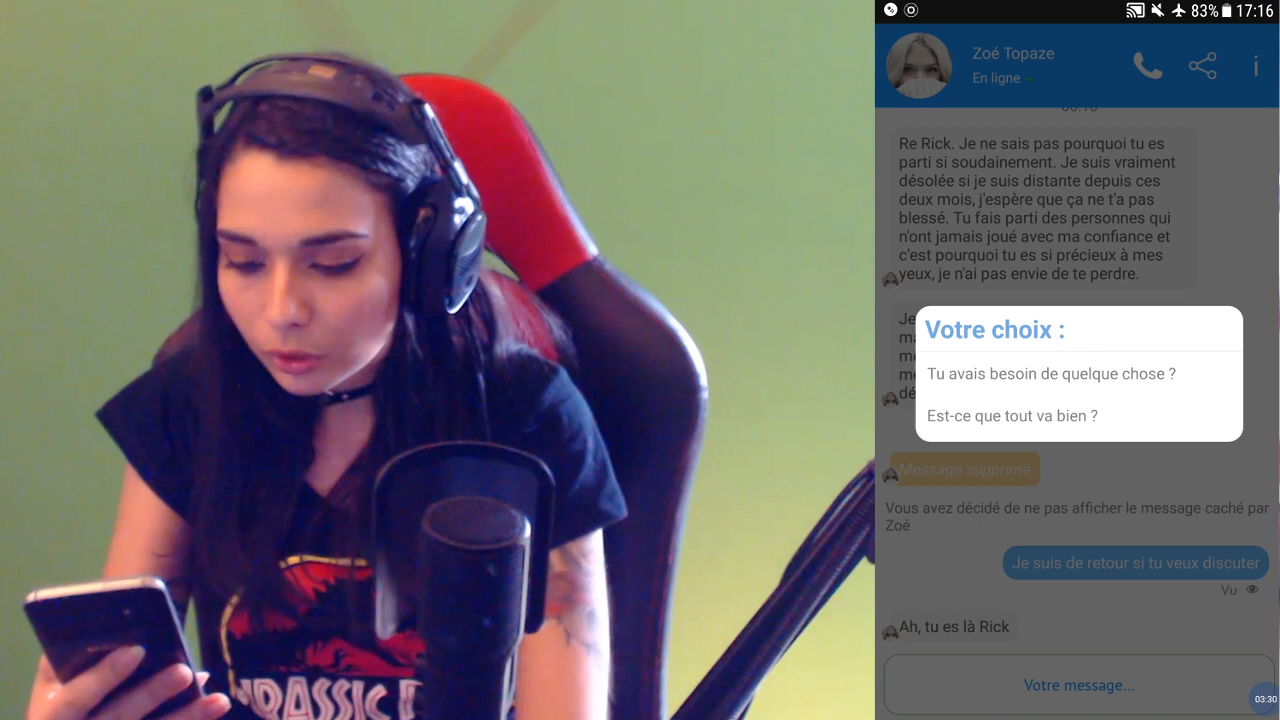 83% 17:16
Zoé Topaze
En ligne
Re Rick. Je ne sais pas pourquoi tu es
parti si soudainement. Je suis vraiment
désolée si je suis distante depuis ces
deux mois, j'espère que ça ne t'a pas
blessé. Tu fais parti des personnes qui
n'ont jamais joué avec ma confiance et
c'est pourquoi tu es si précieux à mes
yeux, je n'ai pas envie de te perdre.
Votre choix :
Tu avais besoin de quelque chose ?
Est-ce que tout va bien ?
Message supprimé
Vous avez décidé de ne pas afficher le message caché par
Zoé
Je suis de retour si tu veux discuter
Vu
Ah, tu es là Rick
Votre message...
03:30
JURASSIC